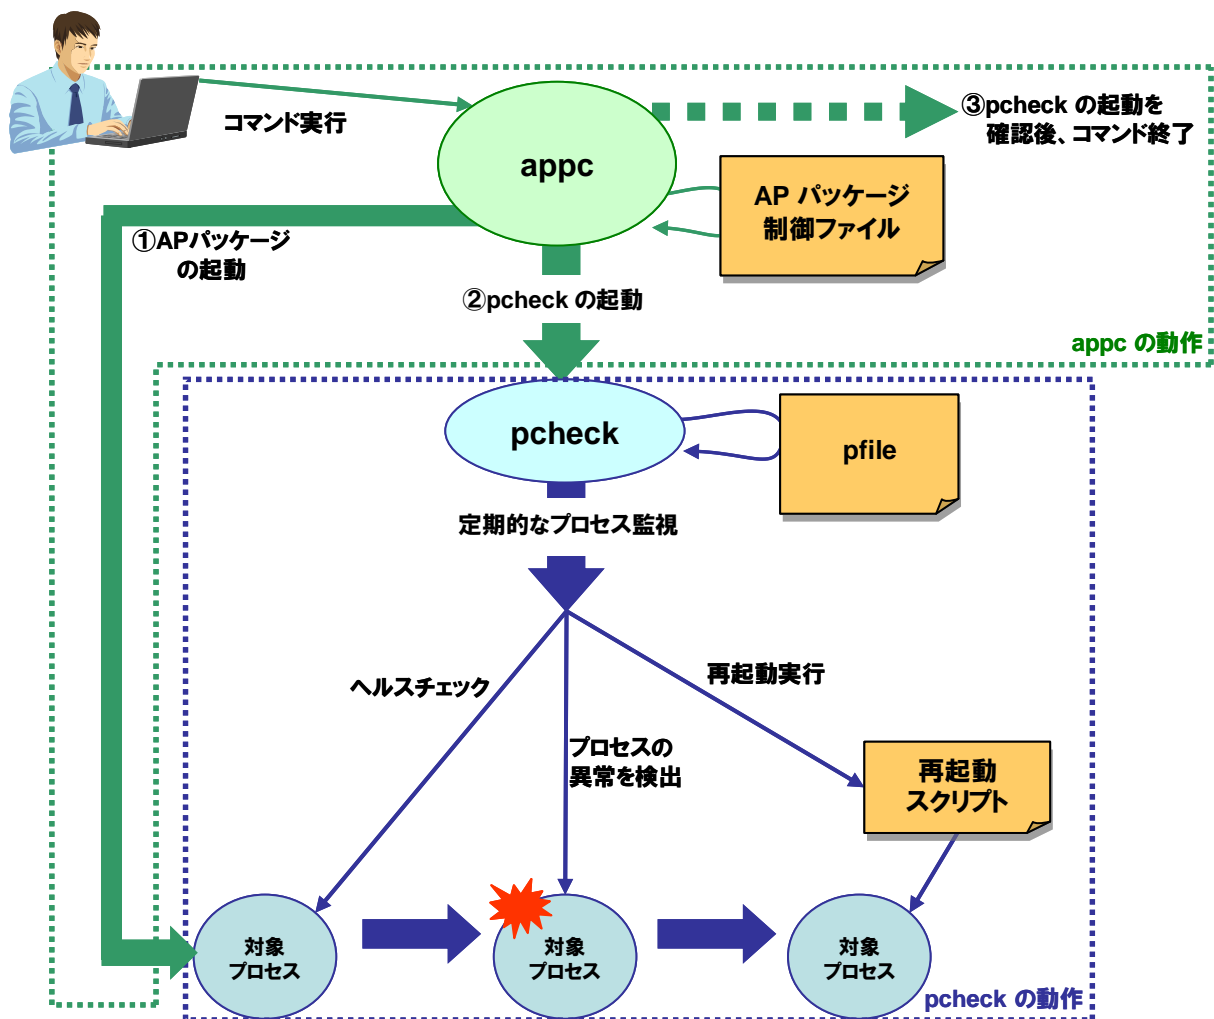 コマンド実行
appc
③pcheck の起動を
確認後、コマンド終了
AP パッケージ
制御ファイル
①APパッケージ
の起動
②pcheck の起動
appc の動作
pcheck
pfile
定期的なプロセス監視
ヘルスチェック
再起動実行
プロセスの
異常を検出
再起動
スクリプト
対象
プロセス
対象
プロセス
対象
プロセス
pcheck の動作